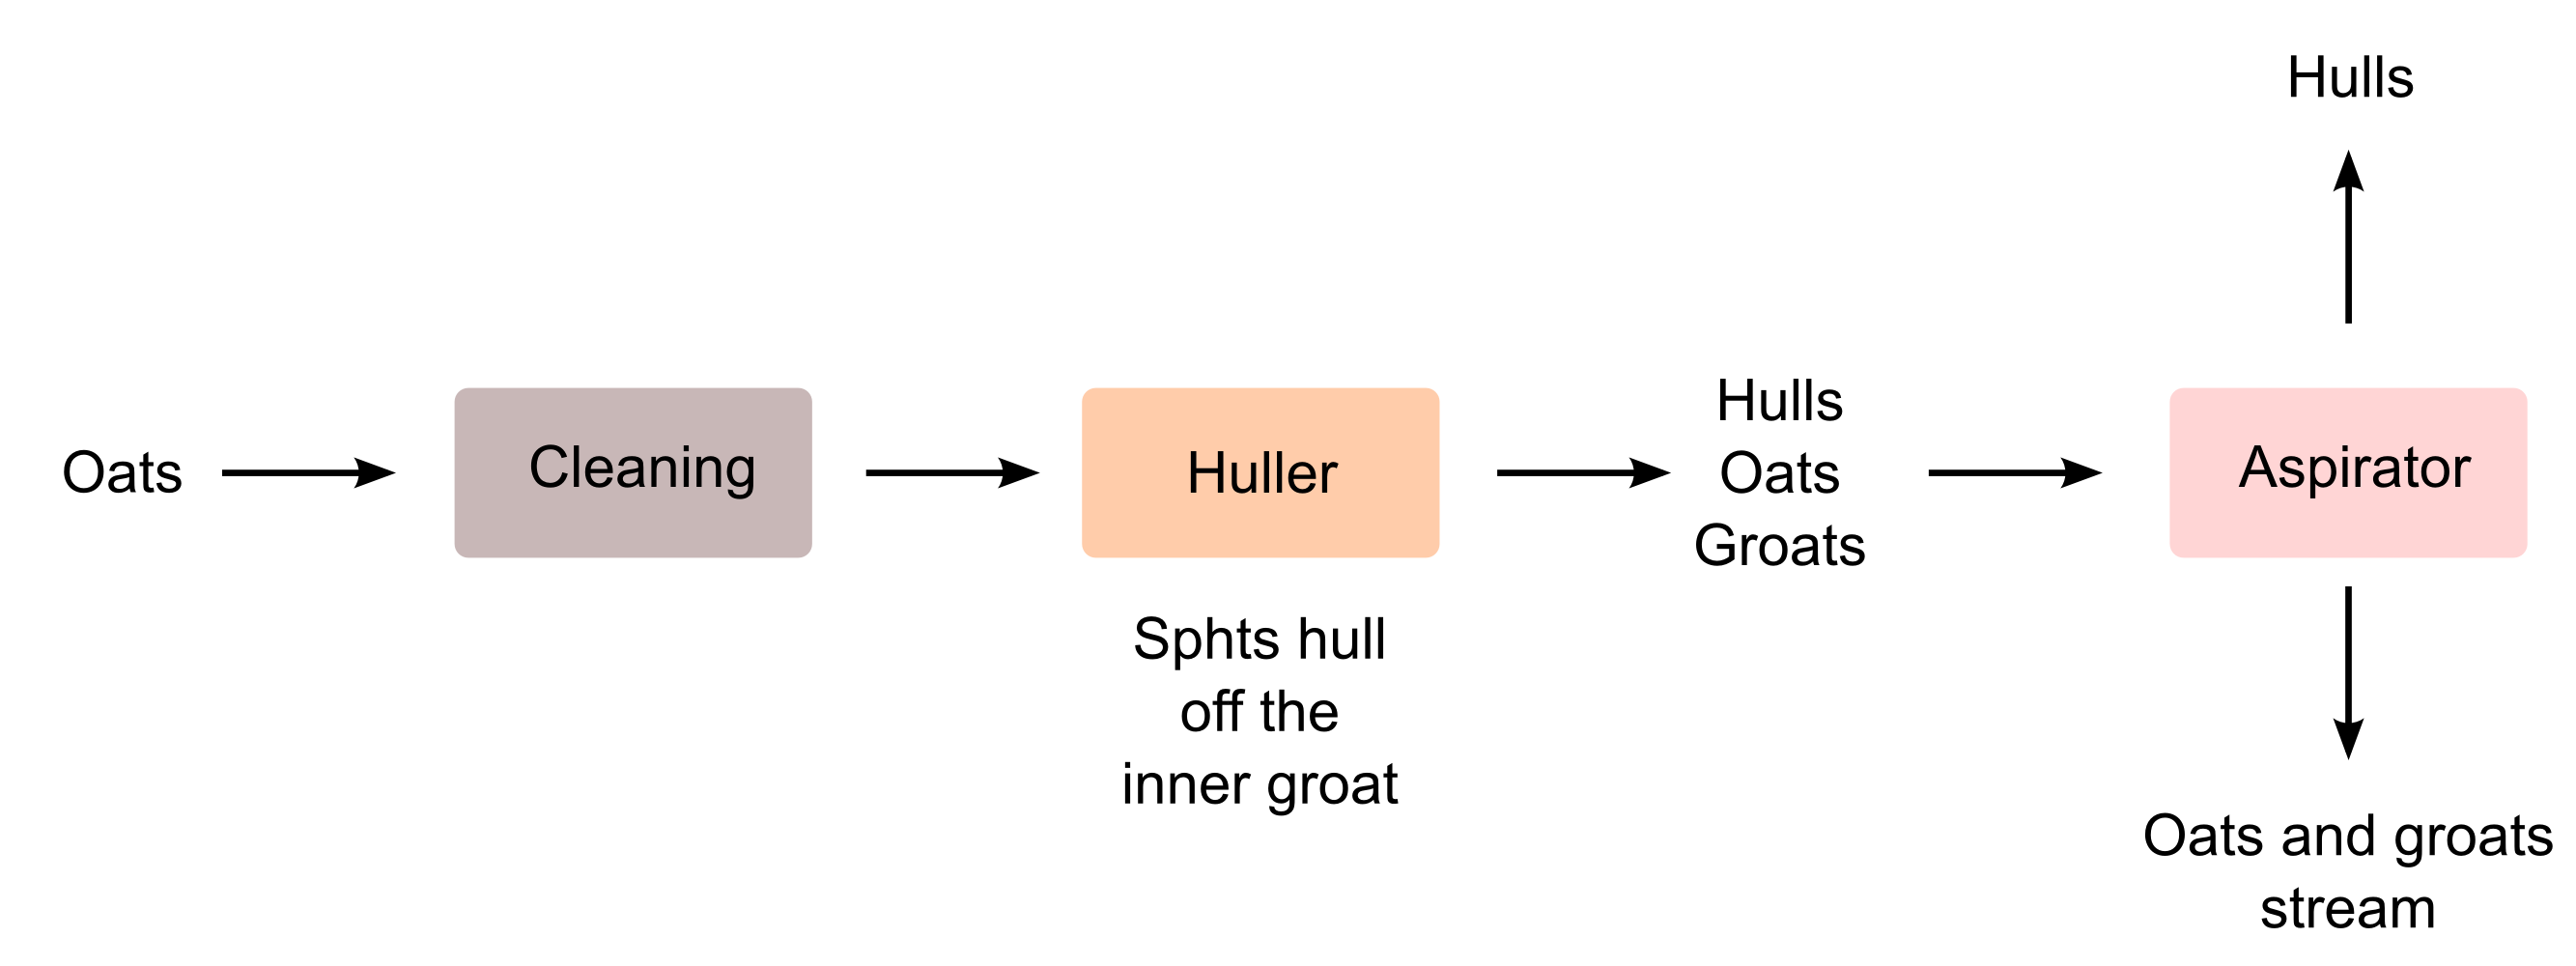 Hulls
Oats
Cleaning
Huller
Hulls
Oats
Groats
Aspirator
Sphts hull
off the
inner groat
Oats and groats
stream